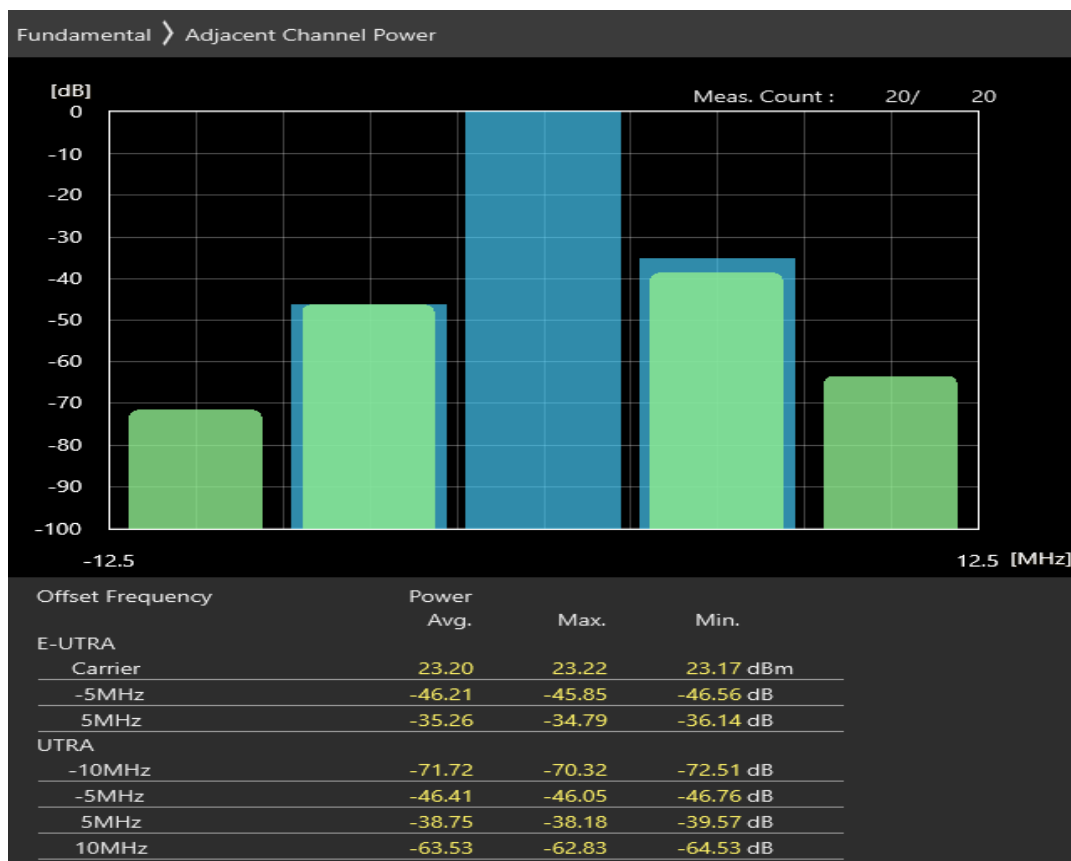 Fundamental 》 Adjacent Channel Power
[dB]
Meas. Count : 20/ 20
0
-10
-20
-30
-40
-50
-60
-70
-80
-90
-100
-12.5 12.5 [MHz]
Offset Frequency Power
Avg. Max. Min.
E-UTRA
Carrier 23.20 23.22 23.17 dBm
-5MHz -46.21 -45.85 -46.56 dB
5MHz -35.26 -34.79 -36.14 dB
UTRA
-10MHz -71.72 -70.32 -72.51 dB
-5MHz -46.41 -46.05 -46.76 dB
5MHz -38.75 -38.18 -39.57 dB
10MHz -63.53 -62.83 -64.53 dB